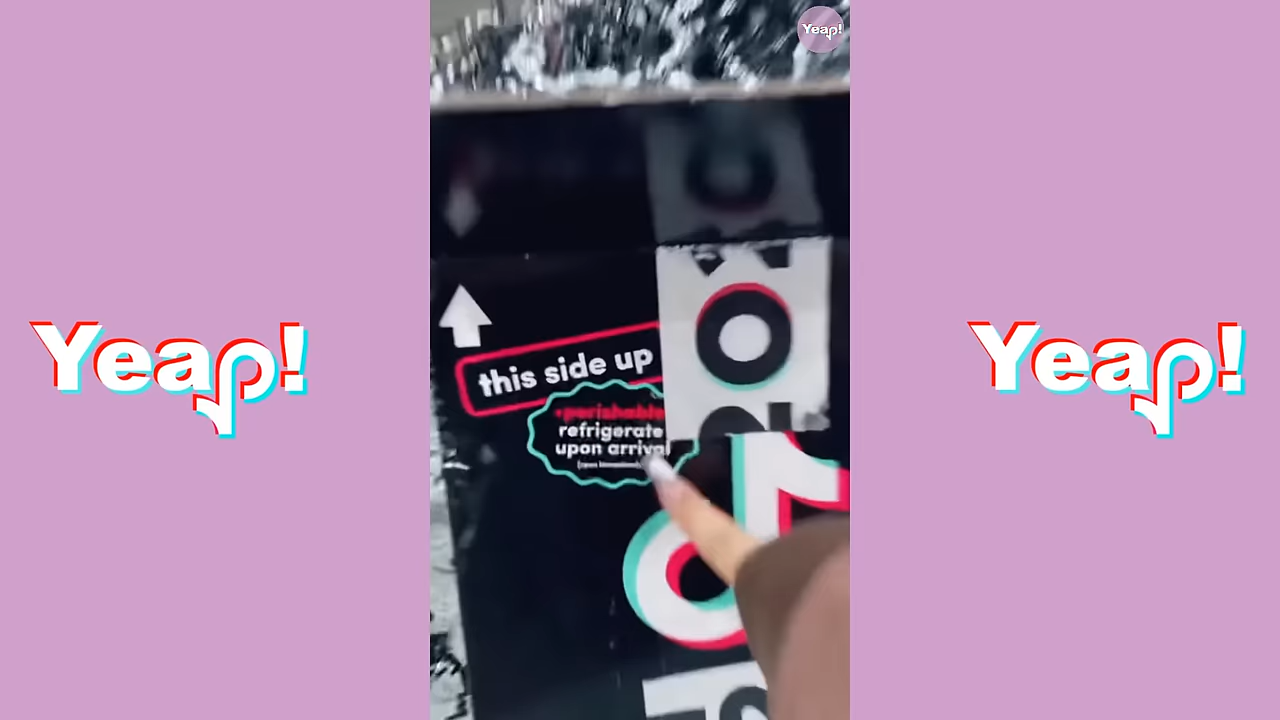 Yeap!
this side up
•perishable
refrigerate
upon arrival
Yeap!
Yeap!